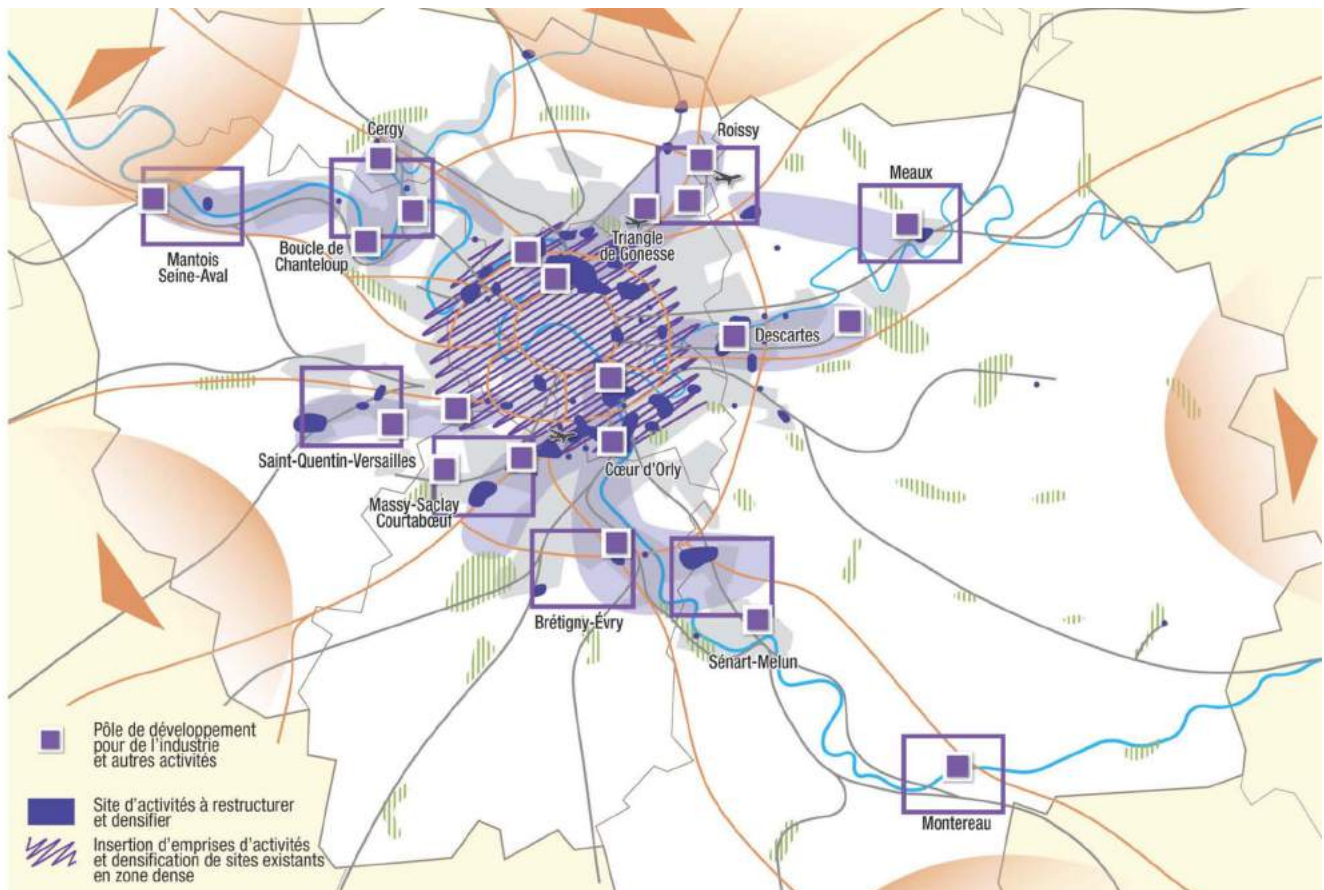 Cergy
Roissy
Meaux
Mantois
Seine-Aval
Boucle de
Chanteloup
Triangle
de Gonesse
Descartes
Saint-Quentin-Versailles
Massy-Saclay
Courtabœuf
Cœur d'Orly
Brétigny-Évry
Sénart-Melun
Montereau
Pôle de développement
pour de l'industrie
et autres activités
Site d'activités à restructurer
et densifier
Insertion d'emprises d'activités
et densification de sites existants
en zone dense